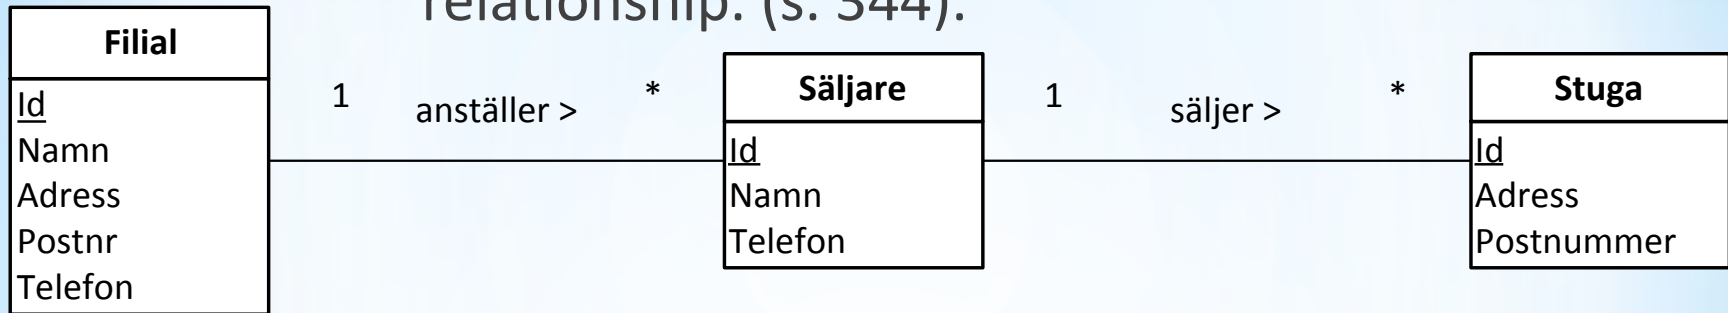 relationship. (s. 344).
Filial
Id
Namn
Adress
Postnr
Telefon
1 anställer > *
Säljare
Id
Namn
Telefon
1 säljer > *
Stuga
Id
Adress
Postnummer